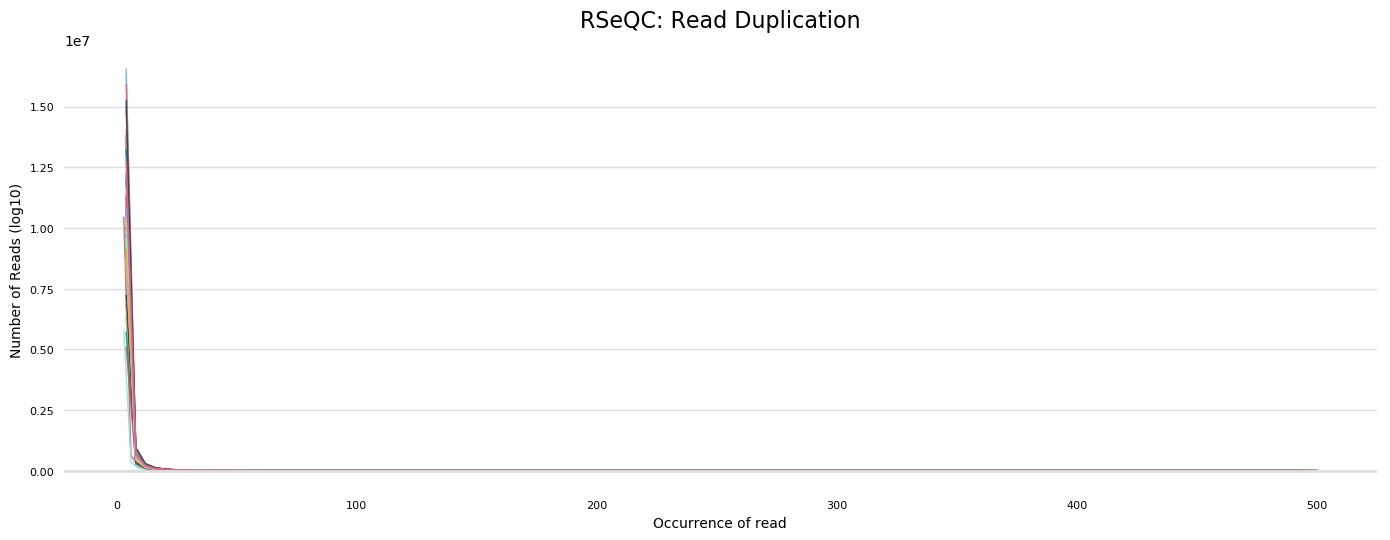 RSeQC: Read Duplication
1e7
1.50
1.25
1.00
0.75
0.50
0.25
0.00
Number of Reads (log10)
0 100 200 300 400 500
Occurrence of read